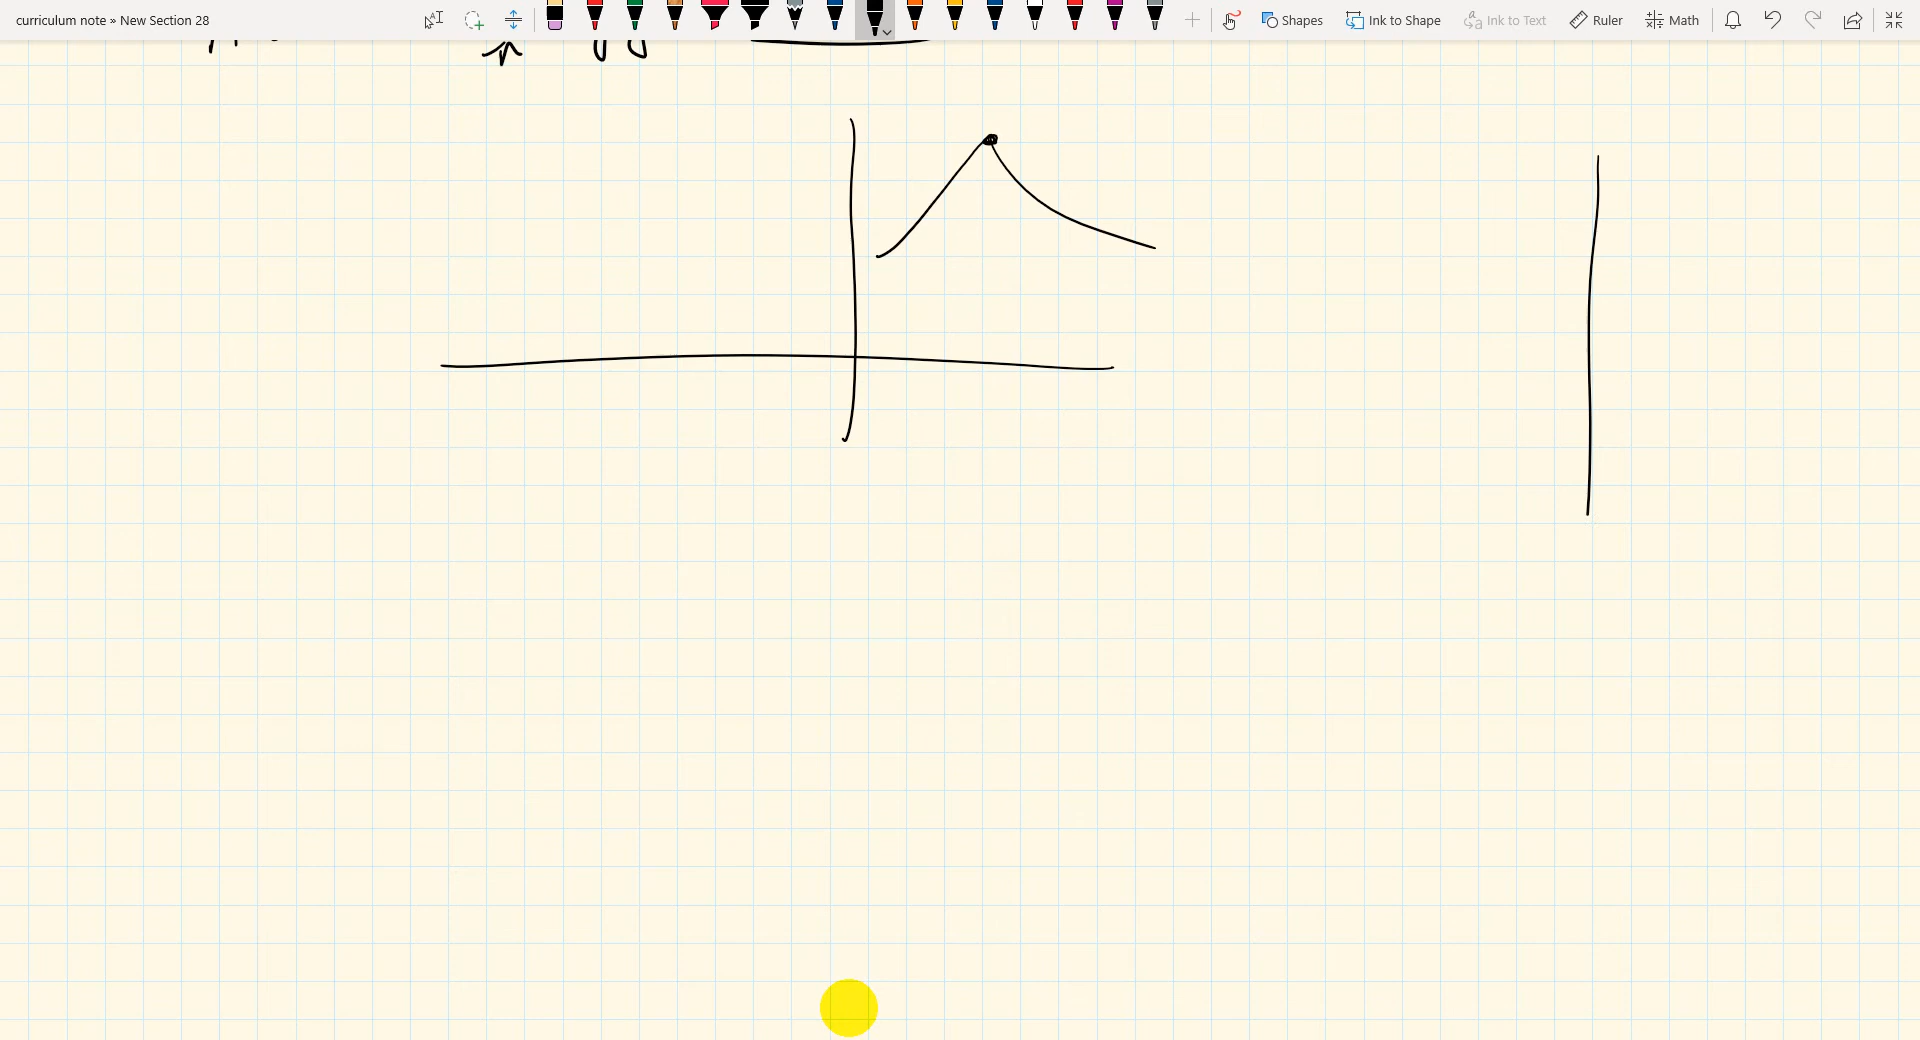 curriculum note » New Section 28
Shapes Ink to Shape Ink to Text Ruler Math